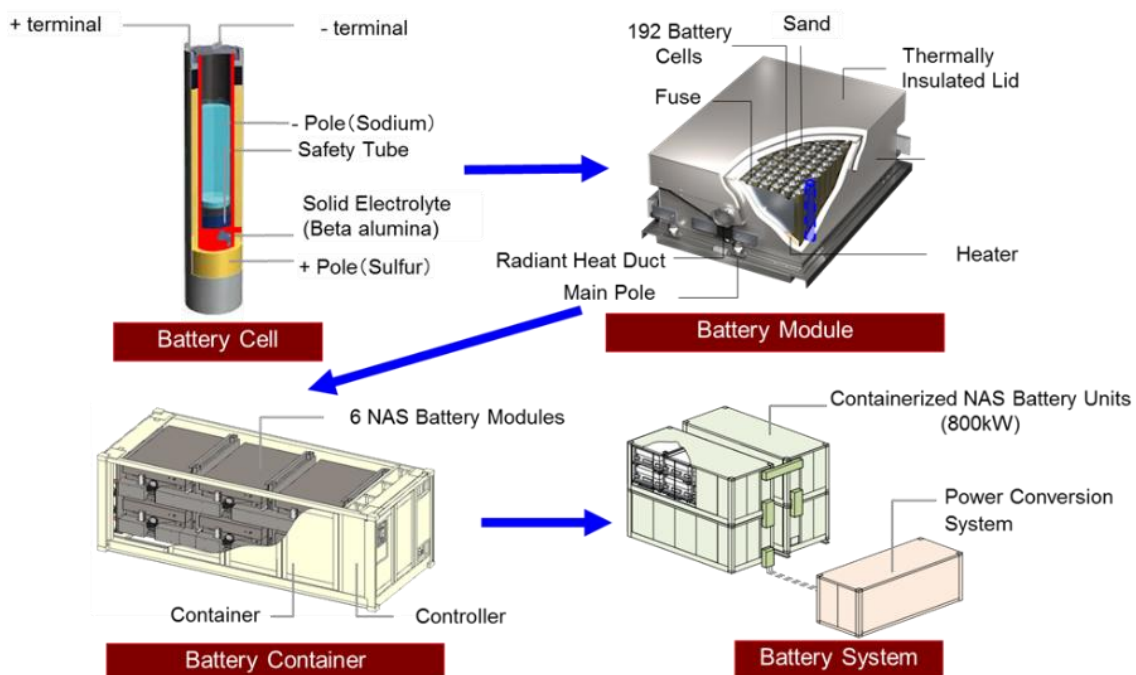 + terminal
- terminal
- Pole(Sodium)
Safety Tube
Solid Electrolyte
(Beta alumina)
+ Pole(Sulfur)
Battery Cell
192 Battery
Cells
Sand
Thermally
Insulated Lid
Fuse
Radiant Heat Duct
Main Pole
Heater
Battery Module
6 NAS Battery Modules
Container
Controller
Battery Container
Containerized NAS Battery Units
(800kW)
Power Conversion
System
Battery System